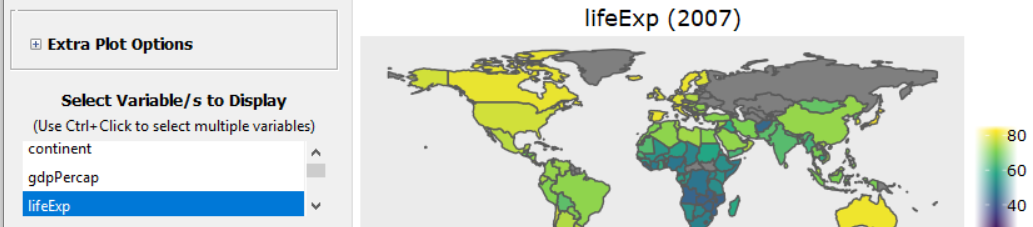 lifeExp (2007)
Extra Plot Options
Select Variable/s to Display
(Use Ctrl+Click to select multiple variables)
continent
gdpPercap
lifeExp
80
60
40